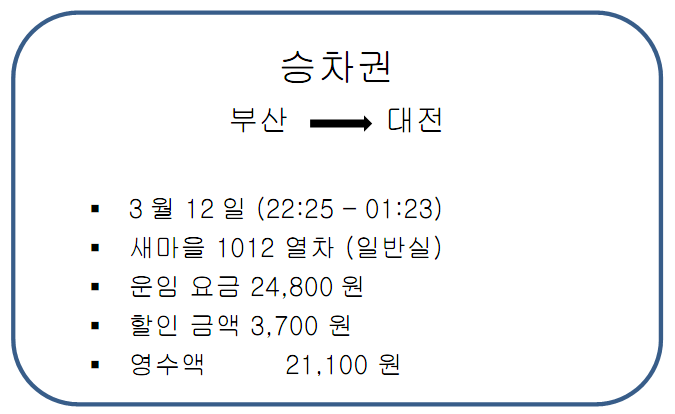 승차권
부산 → 대전
▪ 3월 12일 (22:25 – 01:23)
▪ 새마을 1012 열차 (일반실)
▪ 운임 요금 24,800 원
▪ 할인 금액 3,700 원
▪ 영수액 21,100 원